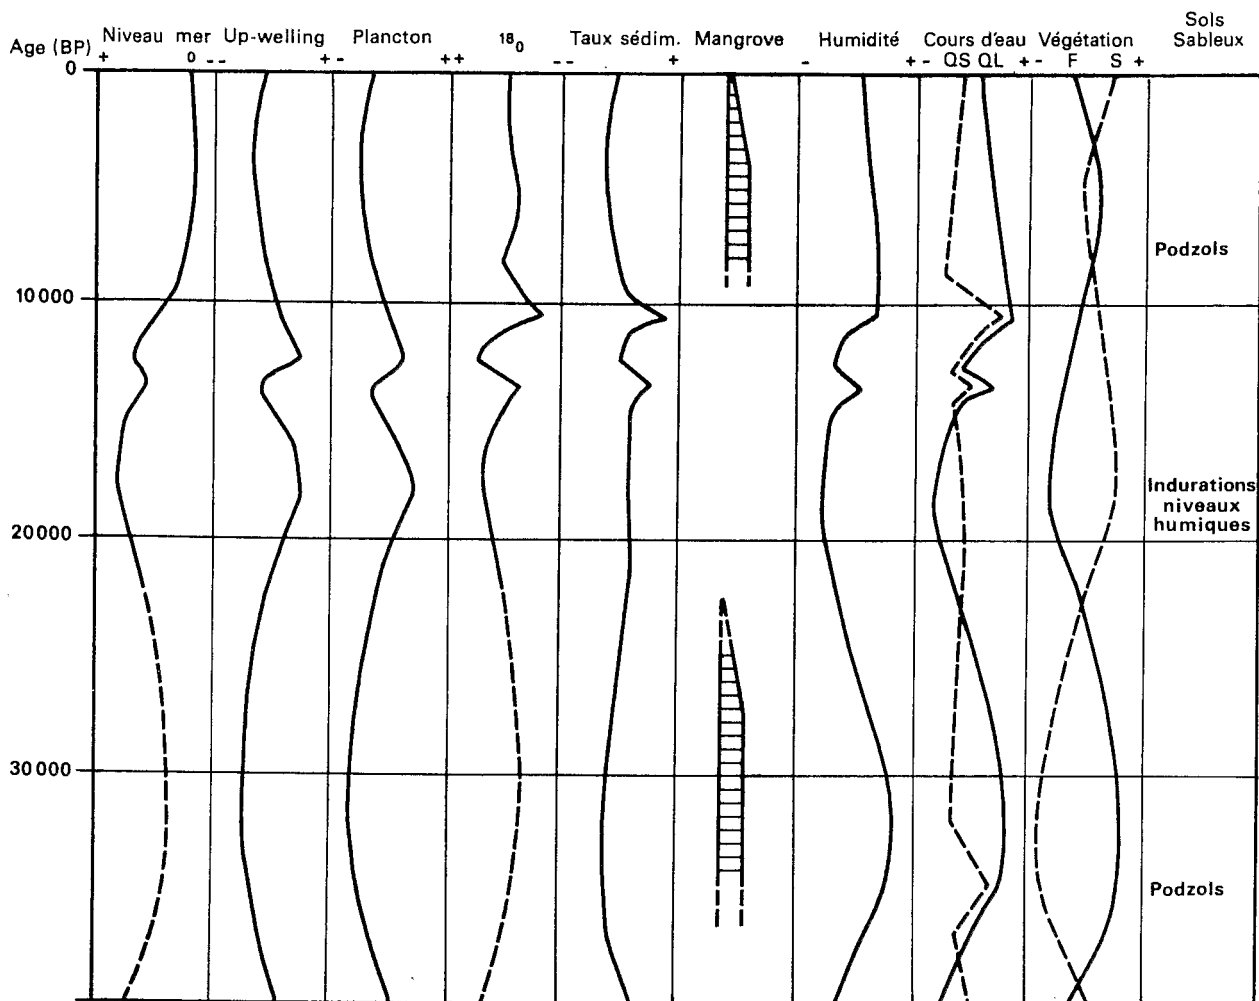 Age (BP) Niveau mer Up-welling Plancton 18O Taux sédim. Mangrove Humidité Cours d'eau Végétation Sols Sableux
+ 0 - - + - + + - - + - + - QS QL + - F S +
0
10 000
20 000
30 000
Podzols
Indurations
niveaux
humiques
Podzols